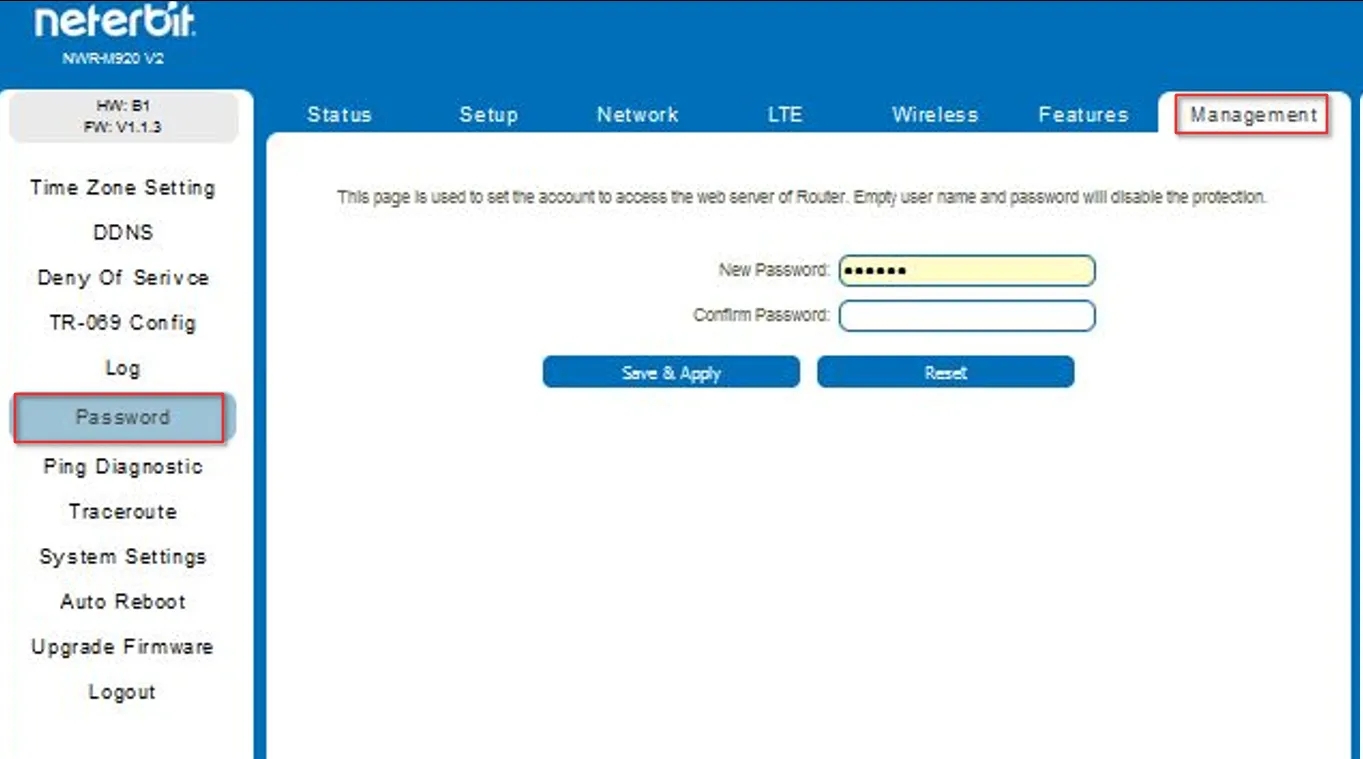 neterbit.
NWR-M920 V2
HW: B1
FW: V1.1.3
Status Setup Network LTE Wireless Features Management
Time Zone Setting
DDNS
Deny Of Serivce
TR-069 Config
Log
Password
Ping Diagnostic
Traceroute
System Settings
Auto Reboot
Upgrade Firmware
Logout
This page is used to set the account to access the web server of Router. Empty user name and password will disable the protection.
New Password: ••••••
Confirm Password:
Save & Apply Reset